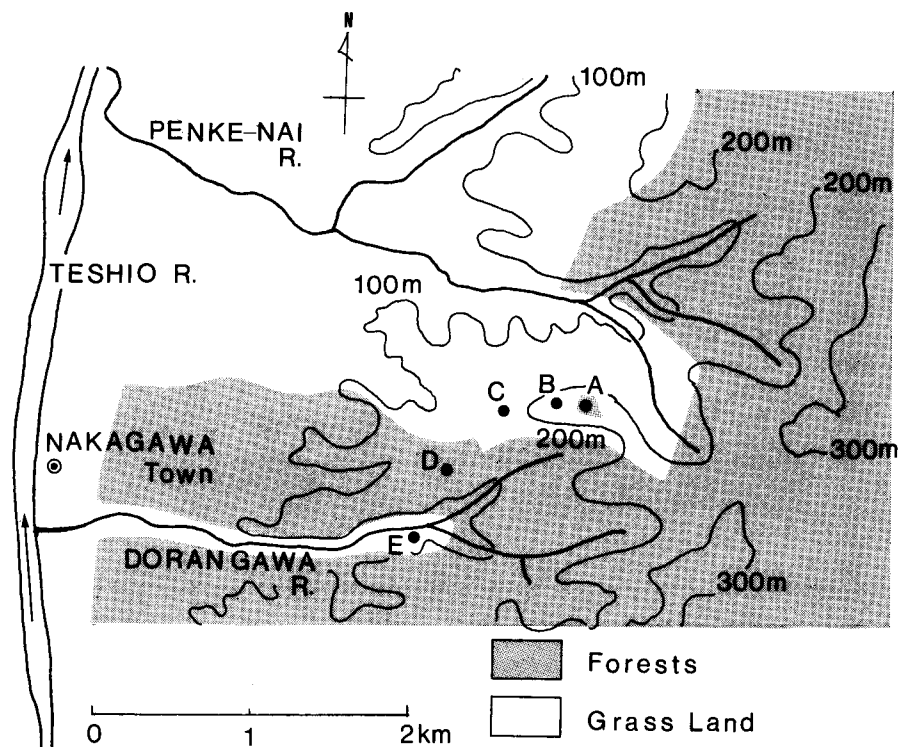 N
100m
PENKE-NAI
R.
200m
200m
TESHIO R.
100m
C
B
A
NAKAGAWA
Town
D
200m
300m
E
DORANGAWA
R.
300m
Forests
Grass Land
0
1
2km